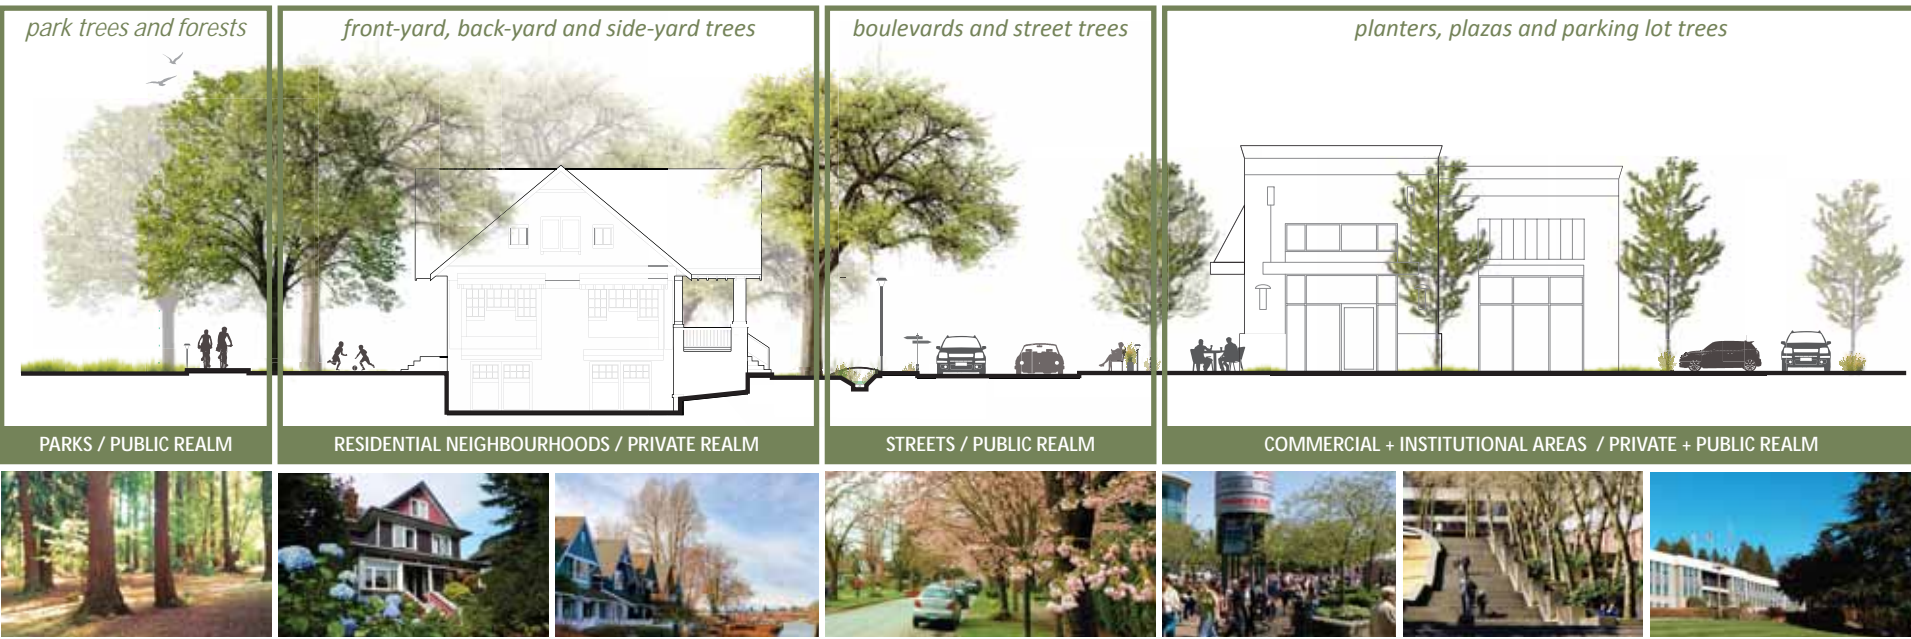 park trees and forests
front-yard, back-yard and side-yard trees
boulevards and street trees
planters, plazas and parking lot trees
PARKS / PUBLIC REALM
RESIDENTIAL NEIGHBOURHOODS / PRIVATE REALM
STREETS / PUBLIC REALM
COMMERCIAL + INSTITUTIONAL AREAS / PRIVATE + PUBLIC REALM